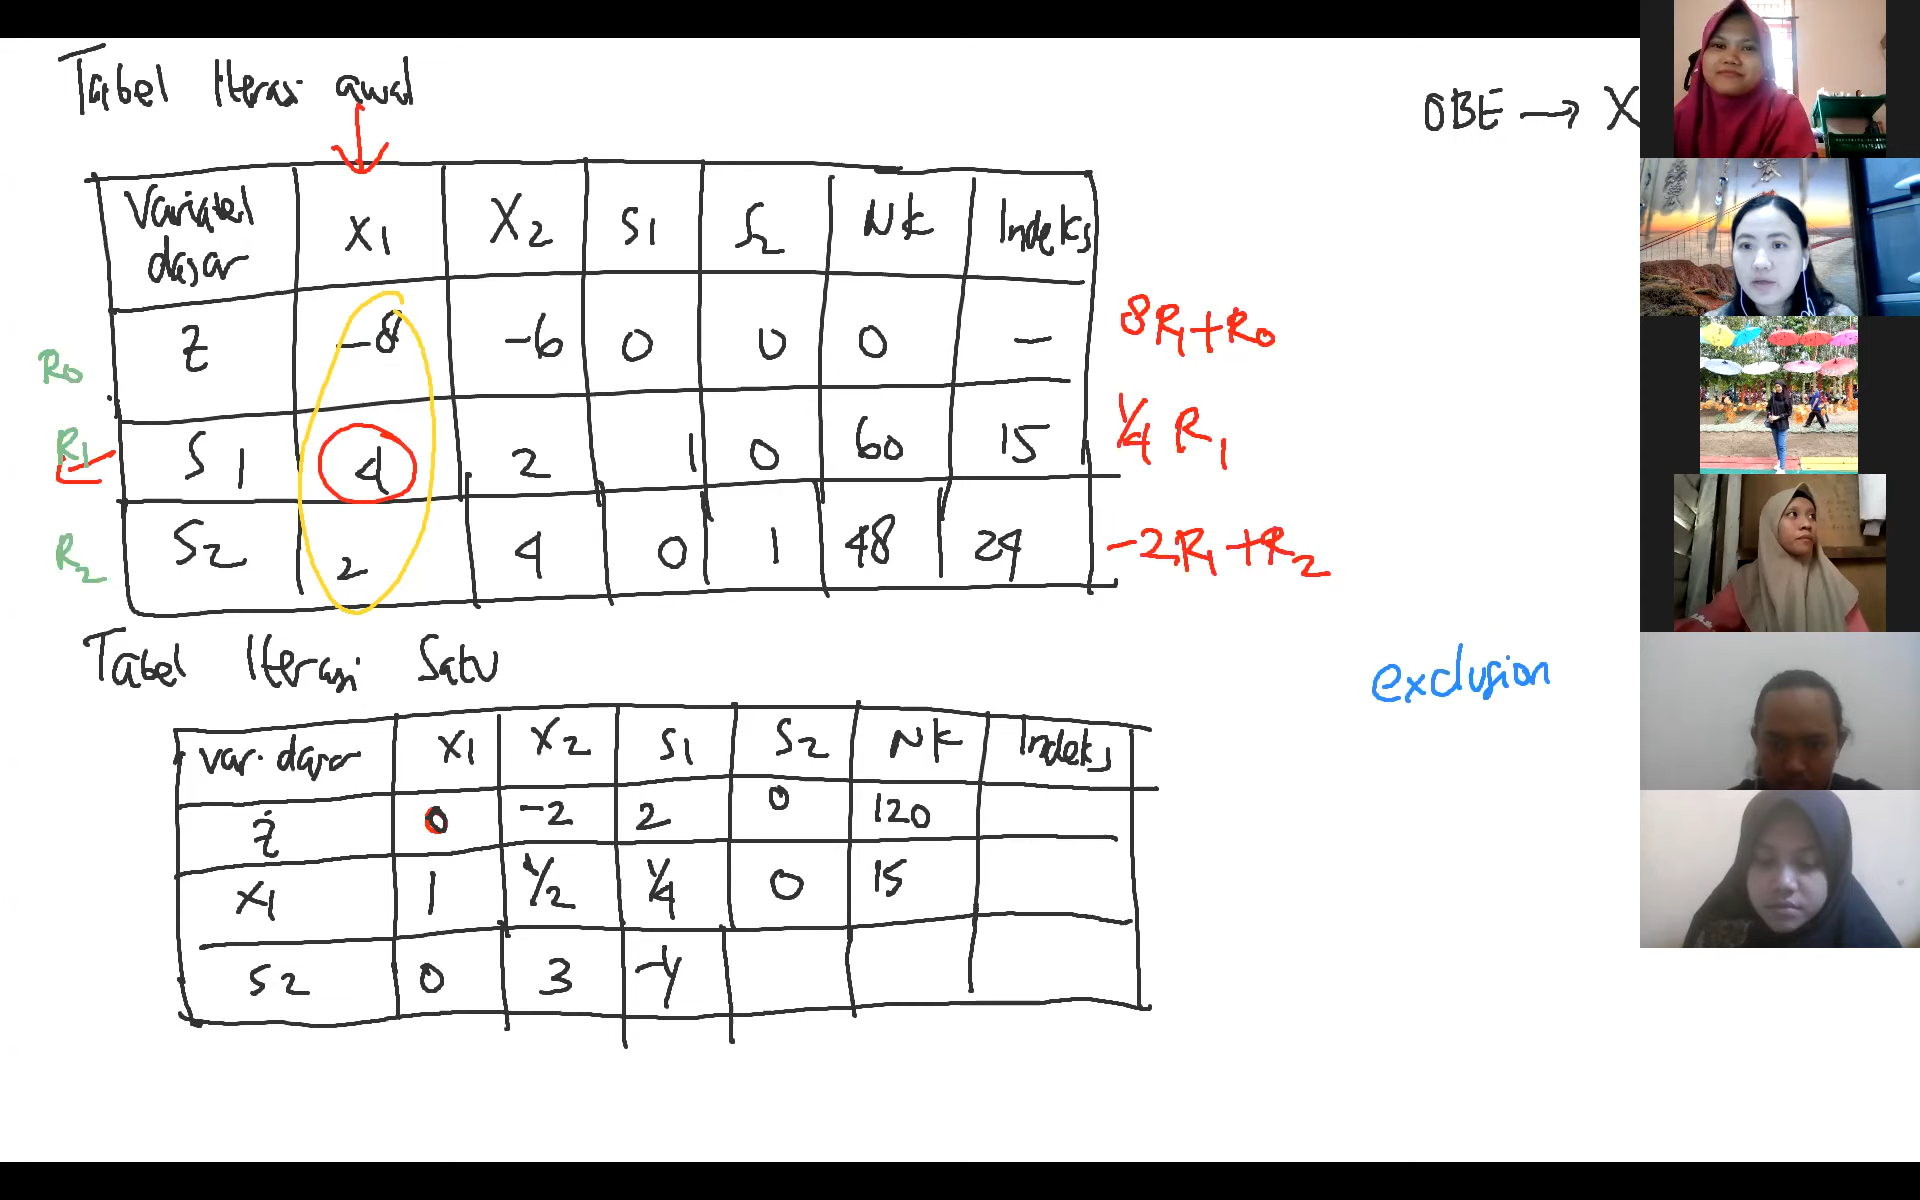 Tabel Iterasi awal
OBE → X
Variabel dasar X1 X2 S1 S2 NK Indeks
R0 Z -8 -6 0 0 0 - 8R1+R0
R1 S1 4 2 1 0 60 15 1/4 R1
R2 S2 2 4 0 1 48 24 -2R1+R2
Tabel Iterasi Satu
exclusion
var. dasar X1 X2 S1 S2 NK Indeks
Z 0 -2 2 0 120
X1 1 1/2 1/4 0 15
S2 0 3 -1/